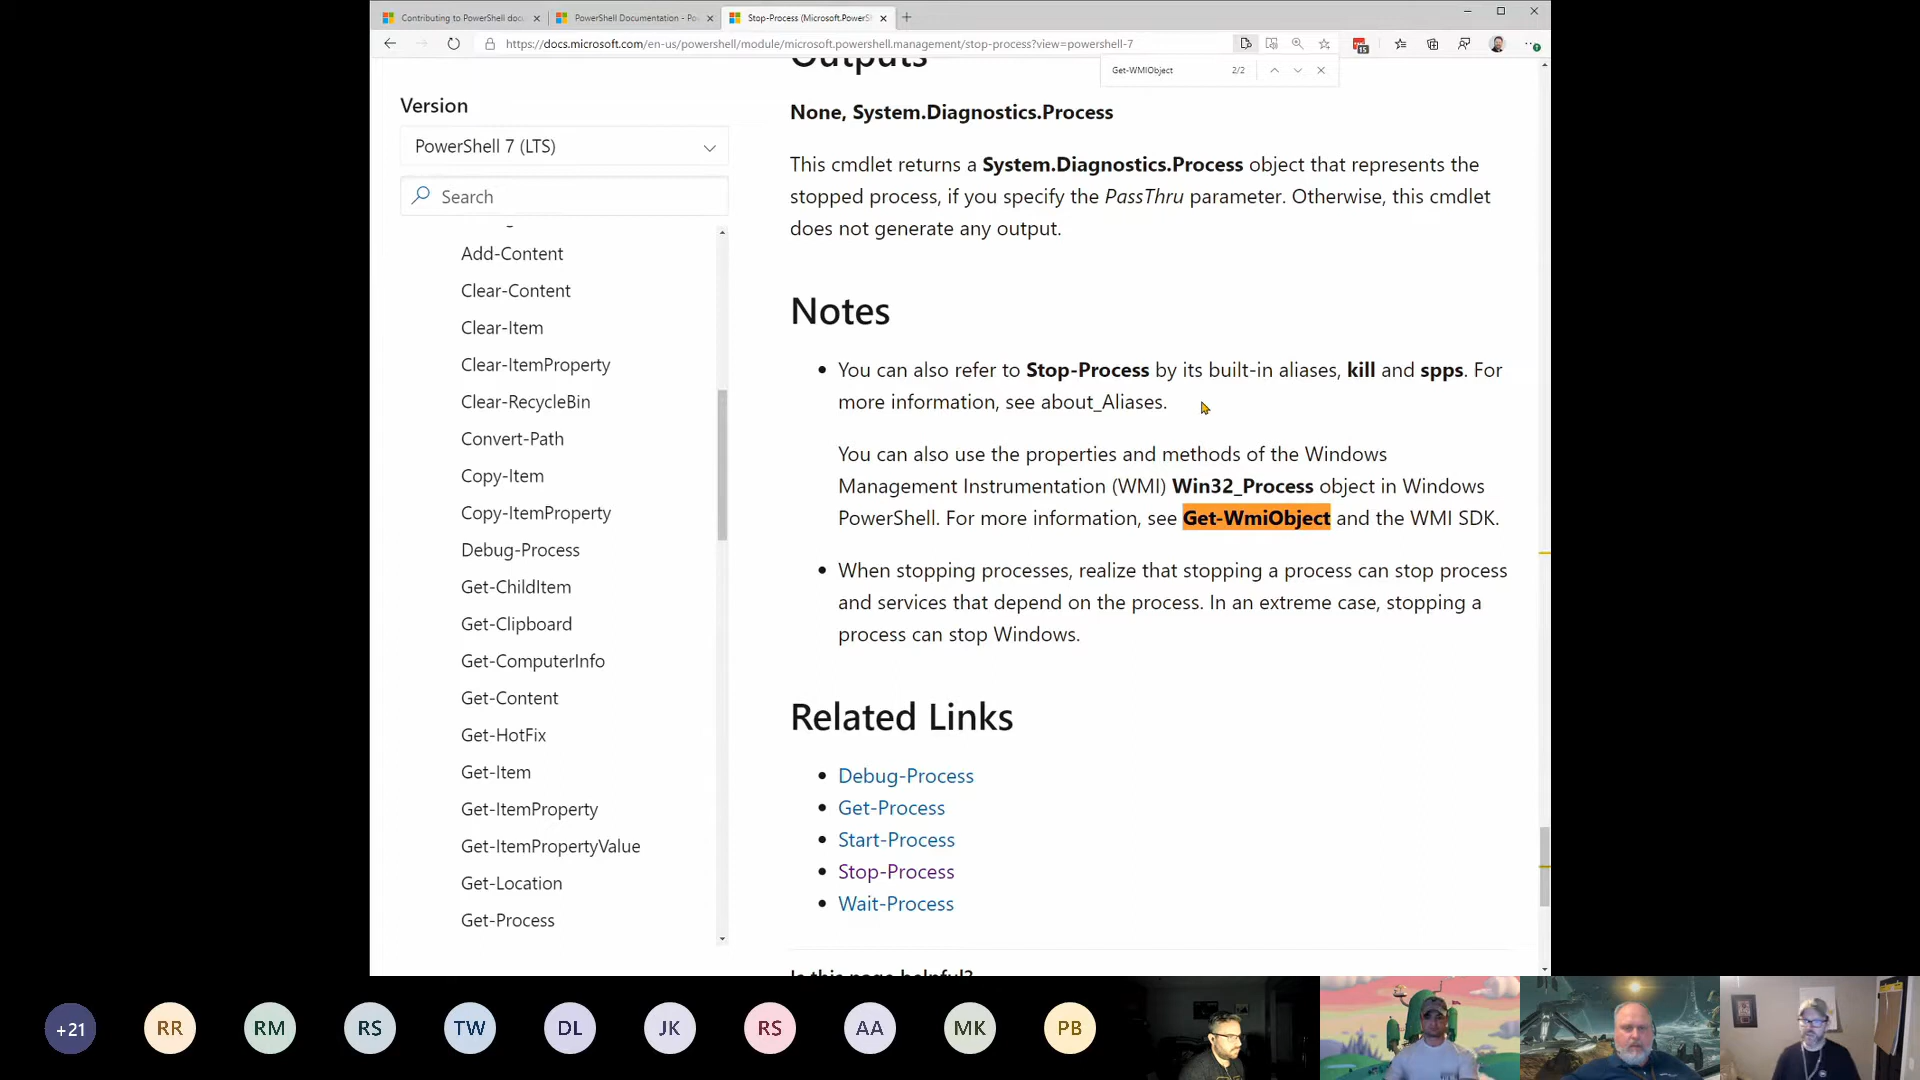 Contributing to PowerShell docu
PowerShell Documentation - Po
Stop-Process (Microsoft.PowerSh
https://docs.microsoft.com/en-us/powershell/module/microsoft.powershell.management/stop-process?view=powershell-7
15
Get-WMIObject 2/2
Version
PowerShell 7 (LTS)
Search
Add-Content
Clear-Content
Clear-Item
Clear-ItemProperty
Clear-RecycleBin
Convert-Path
Copy-Item
Copy-ItemProperty
Debug-Process
Get-ChildItem
Get-Clipboard
Get-ComputerInfo
Get-Content
Get-HotFix
Get-Item
Get-ItemProperty
Get-ItemPropertyValue
Get-Location
Get-Process
Outputs
None, System.Diagnostics.Process
This cmdlet returns a System.Diagnostics.Process object that represents the
stopped process, if you specify the PassThru parameter. Otherwise, this cmdlet
does not generate any output.
Notes
• You can also refer to Stop-Process by its built-in aliases, kill and spps. For
more information, see about_Aliases.
You can also use the properties and methods of the Windows
Management Instrumentation (WMI) Win32_Process object in Windows
PowerShell. For more information, see Get-WmiObject and the WMI SDK.
• When stopping processes, realize that stopping a process can stop process
and services that depend on the process. In an extreme case, stopping a
process can stop Windows.
Related Links
• Debug-Process
• Get-Process
• Start-Process
• Stop-Process
• Wait-Process
Is this page helpful?
+21 RR RM RS TW DL JK RS AA MK PB